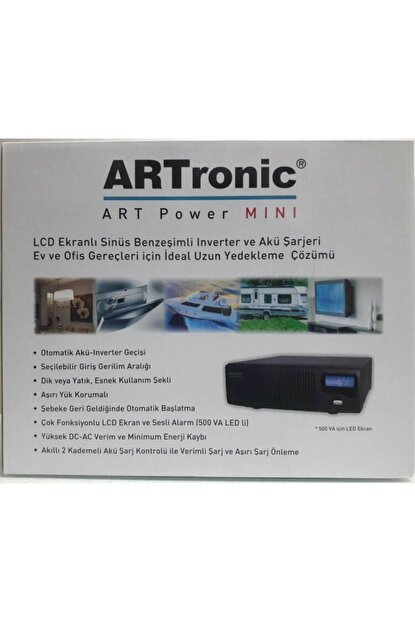 ARTronic®
ART Power MINI
LCD Ekranlı Sinüs Benzeşimli Inverter ve Akü Şarjeri
Ev ve Ofis Gereçleri için İdeal Uzun Yedekleme Çözümü
• Otomatik Akü-Inverter Geçişi
• Seçilebilir Giriş Gerilim Aralığı
• Dik veya Yatık, Esnek Kullanım Şekli
• Aşırı Yük Korumalı
• Şebeke Geri Geldiğinde Otomatik Başlatma
• Çok Fonksiyonlu LCD Ekran ve Sesli Alarm (500 VA LED li)
• Yüksek DC-AC Verim ve Minimum Enerji Kaybı
• Akıllı 2 Kademeli Akü Şarj Kontrolü ile Verimli Şarj ve Aşırı Şarj Önleme
ARTronic
* 500 VA için LED Ekran